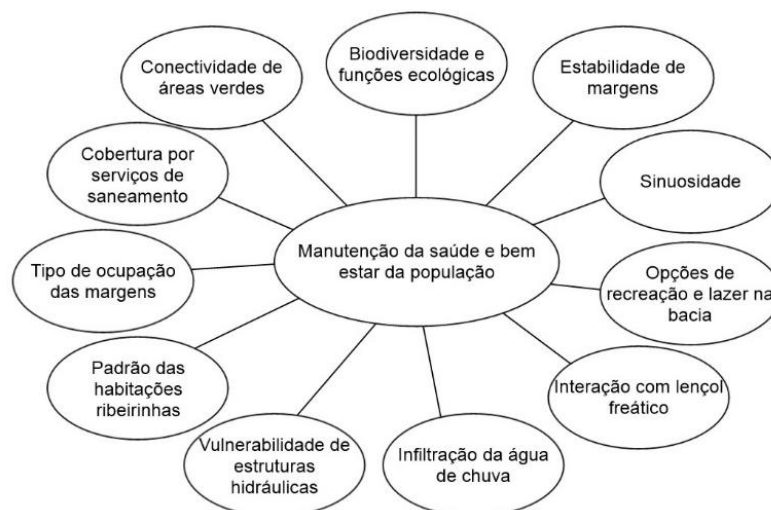 Biodiversidade e
funções ecológicas
Conectividade de
áreas verdes
Estabilidade de
margens
Cobertura por
serviços de
saneamento
Sinuosidade
Manutenção da saúde e bem
estar da população
Tipo de ocupação
das margens
Opções de
recreação e lazer na
bacia
Padrão das
habitações
ribeirinhas
Interação com lençol
freático
Vulnerabilidade de
estruturas
hidráulicas
Infiltração da água
de chuva